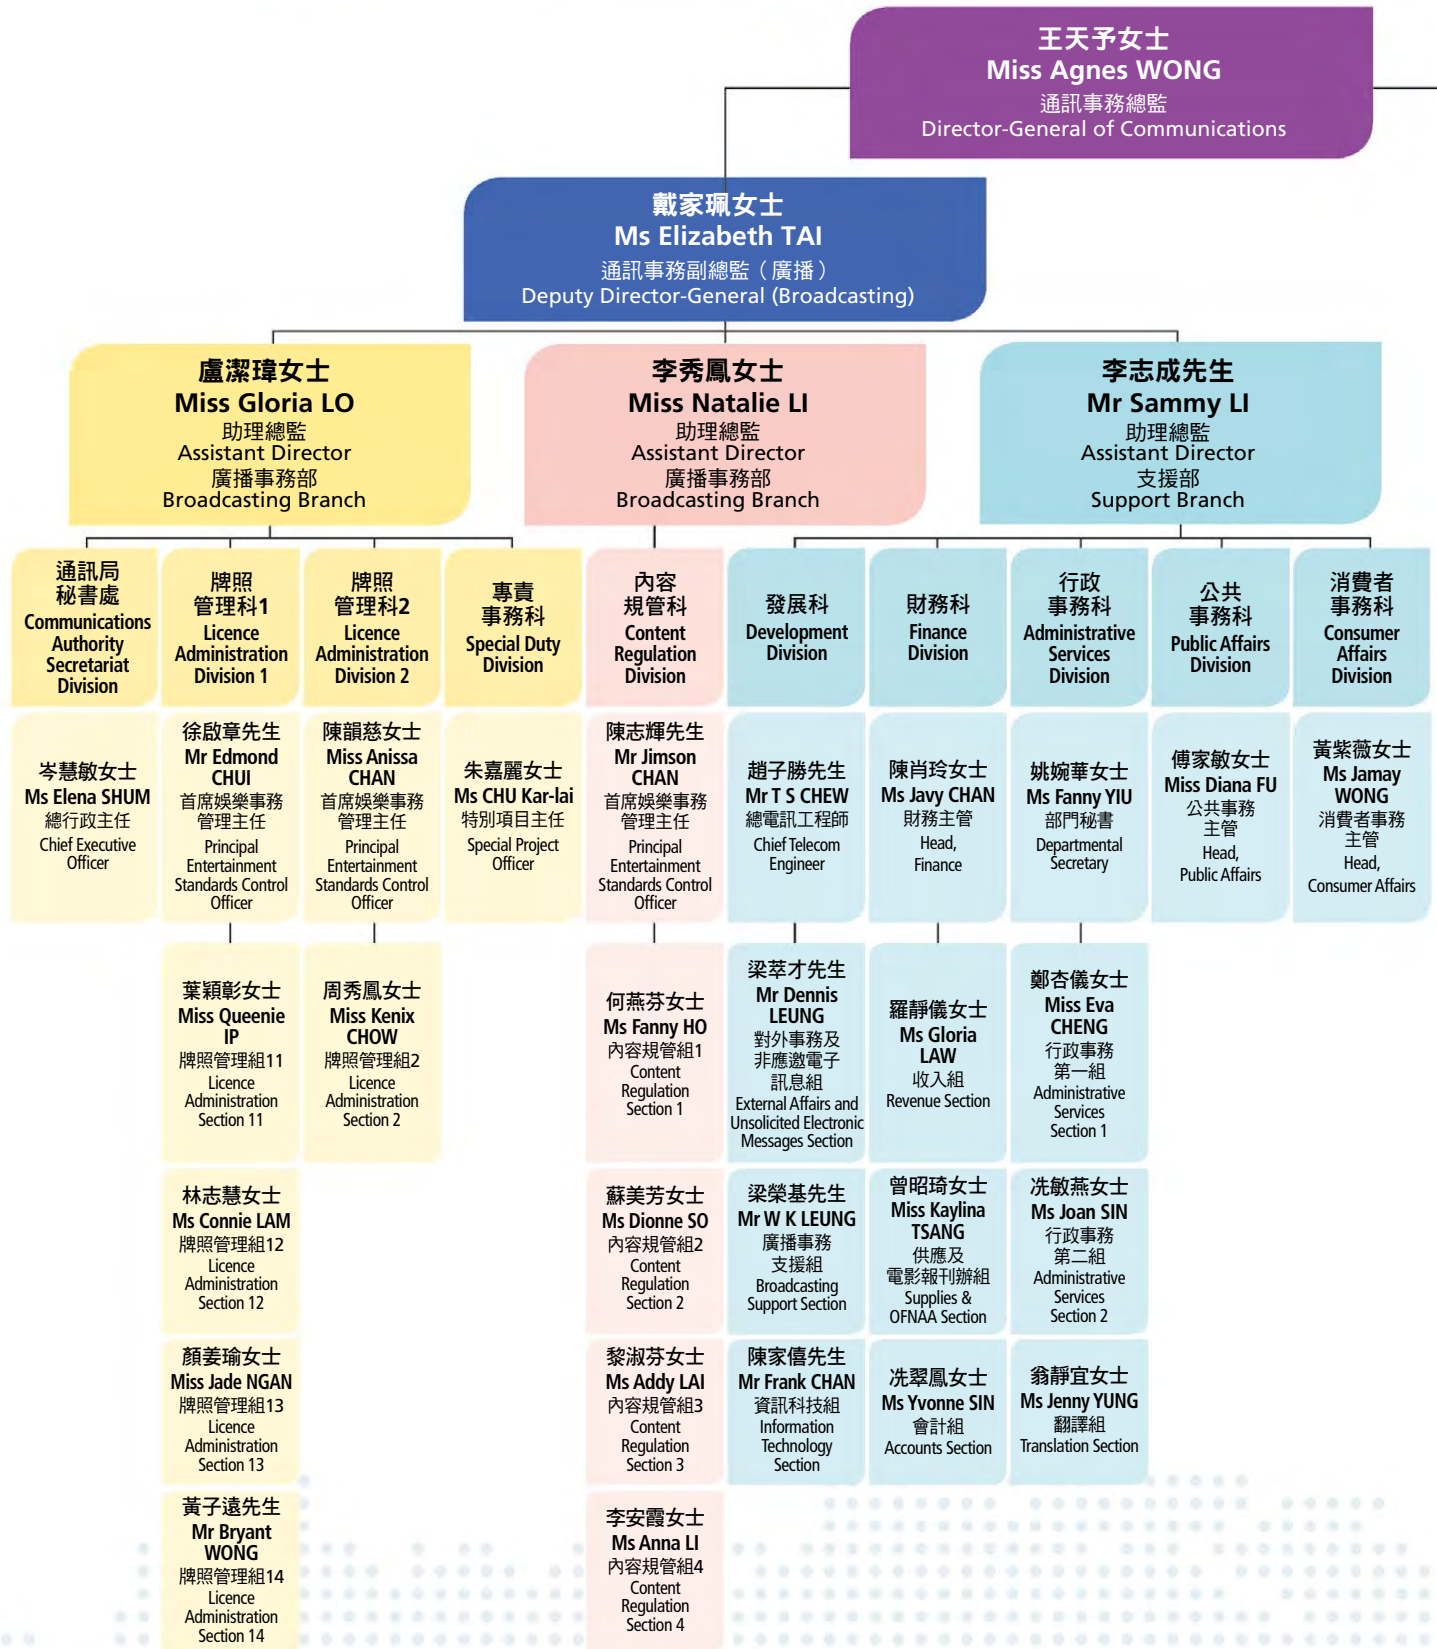 王天予女士
Miss Agnes WONG
通訊事務總監
Director-General of Communications
戴家珮女士
Ms Elizabeth TAI
通訊事務副總監（廣播）
Deputy Director-General (Broadcasting)
盧潔瑋女士
Miss Gloria LO
助理總監
Assistant Director
廣播事務部
Broadcasting Branch
李秀鳳女士
Miss Natalie LI
助理總監
Assistant Director
廣播事務部
Broadcasting Branch
李志成先生
Mr Sammy LI
助理總監
Assistant Director
支援部
Support Branch
通訊局
秘書處
Communications
Authority
Secretariat
Division
牌照
管理科1
Licence
Administration
Division 1
牌照
管理科2
Licence
Administration
Division 2
專責
事務科
Special Duty
Division
內容
規管科
Content
Regulation
Division
發展科
Development
Division
財務科
Finance
Division
行政
事務科
Administrative
Services
Division
公共
事務科
Public Affairs
Division
消費者
事務科
Consumer
Affairs
Division
岑慧敏女士
Ms Elena SHUM
總行政主任
Chief Executive
Officer
徐啟章先生
Mr Edmond
CHUI
首席娛樂事務
管理主任
Principal
Entertainment
Standards Control
Officer
陳韻慈女士
Miss Anissa
CHAN
首席娛樂事務
管理主任
Principal
Entertainment
Standards Control
Officer
朱嘉麗女士
Ms CHU Kar-lai
特別項目主任
Special Project
Officer
陳志輝先生
Mr Jimson
CHAN
首席娛樂事務
管理主任
Principal
Entertainment
Standards Control
Officer
趙子勝先生
Mr T S CHEW
總電訊工程師
Chief Telecom
Engineer
陳肖玲女士
Ms Javy CHAN
財務主管
Head,
Finance
姚婉華女士
Ms Fanny YIU
部門秘書
Departmental
Secretary
傅家敏女士
Miss Diana FU
公共事務
主管
Head,
Public Affairs
黃紫薇女士
Ms Jamay
WONG
消費者事務
主管
Head,
Consumer Affairs
葉穎彰女士
Miss Queenie
IP
牌照管理組11
Licence
Administration
Section 11
周秀鳳女士
Miss Kenix
CHOW
牌照管理組2
Licence
Administration
Section 2
何燕芬女士
Ms Fanny HO
內容規管組1
Content
Regulation
Section 1
梁萃才先生
Mr Dennis
LEUNG
對外事務及
非應邀電子
訊息組
External Affairs and
Unsolicited Electronic
Messages Section
羅靜儀女士
Ms Gloria
LAW
收入組
Revenue Section
鄭杏儀女士
Miss Eva
CHENG
行政事務
第一組
Administrative
Services
Section 1
林志慧女士
Ms Connie LAM
牌照管理組12
Licence
Administration
Section 12
蘇美芳女士
Ms Dionne SO
內容規管組2
Content
Regulation
Section 2
梁榮基先生
Mr W K LEUNG
廣播事務
支援組
Broadcasting
Support Section
曾昭琦女士
Miss Kaylina
TSANG
供應及
電影報刊辦組
Supplies &
OFNAA Section
冼敏燕女士
Ms Joan SIN
行政事務
第二組
Administrative
Services
Section 2
顏姜瑜女士
Miss Jade NGAN
牌照管理組13
Licence
Administration
Section 13
黎淑芬女士
Ms Addy LAI
內容規管組3
Content
Regulation
Section 3
陳家僖先生
Mr Frank CHAN
資訊科技組
Information
Technology
Section
冼翠鳳女士
Ms Yvonne SIN
會計組
Accounts Section
翁靜宜女士
Ms Jenny YUNG
翻譯組
Translation Section
黃子遠先生
Mr Bryant
WONG
牌照管理組14
Licence
Administration
Section 14
李安霞女士
Ms Anna LI
內容規管組4
Content
Regulation
Section 4